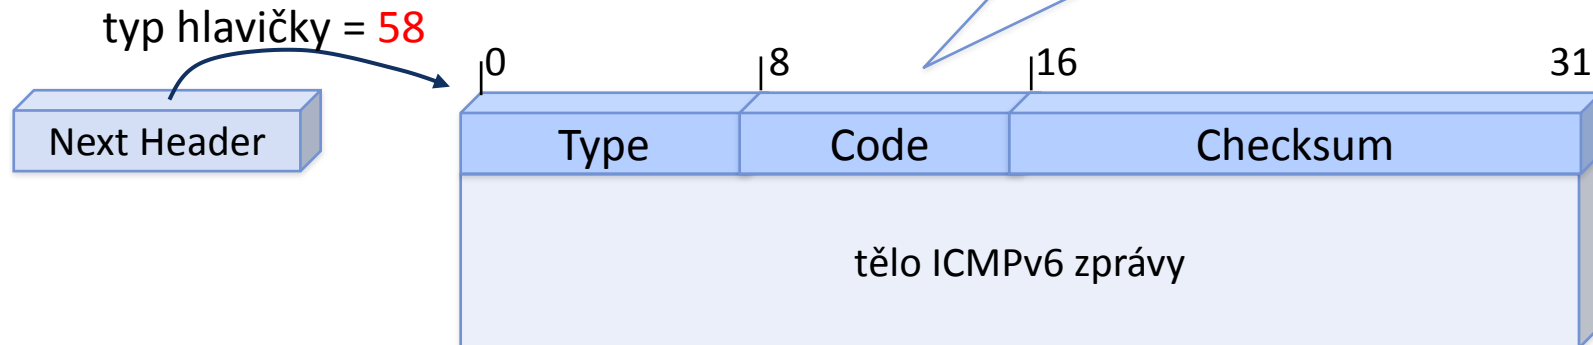 typ hlavičky = 58
0 8 16 31
Next Header
Type Code Checksum
tělo ICMPv6 zprávy